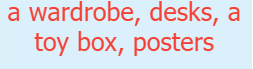 a wardrobe, desks, a
toy box, posters